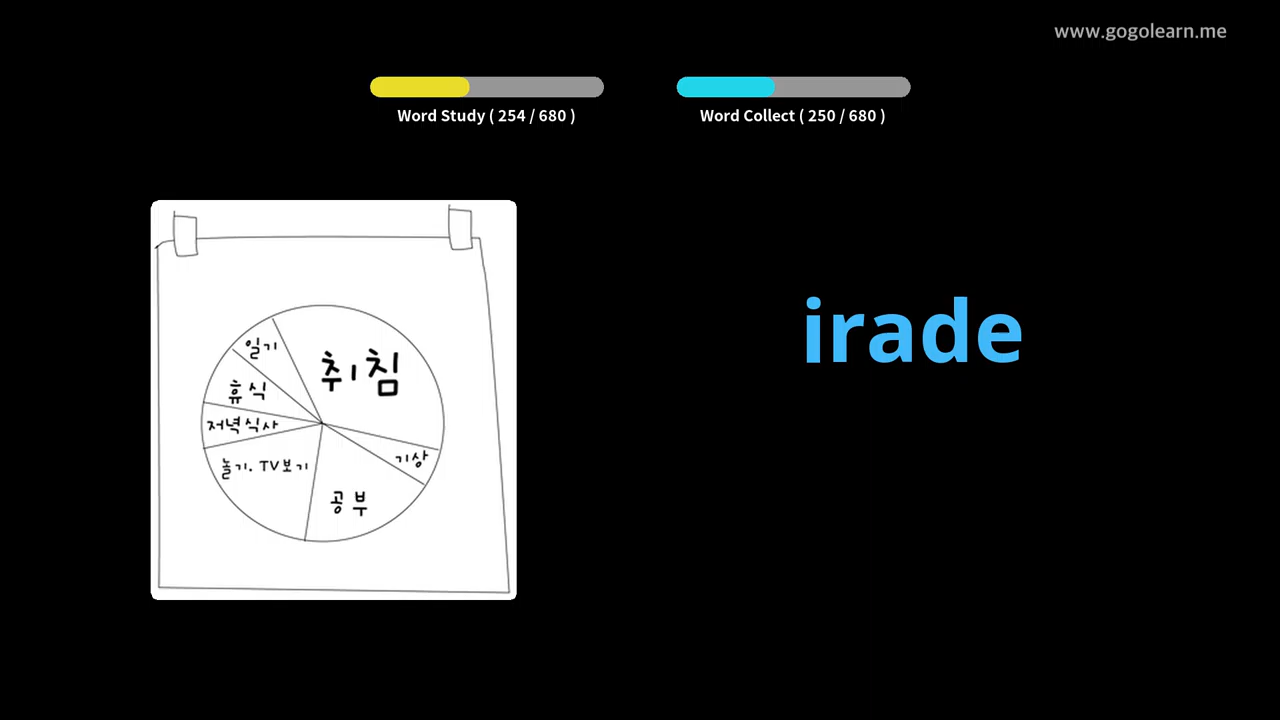 www.gogolearn.me
Word Study ( 254 / 680 )
Word Collect ( 250 / 680 )
irade
일기
취침
휴식
저녁식사
놀기. TV보기
기상
공부